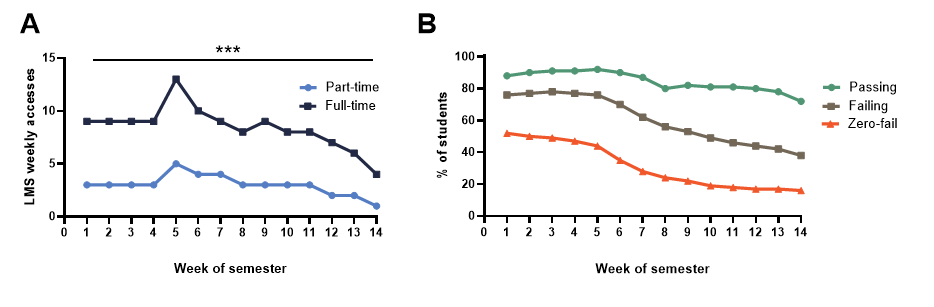 A
***
LMS weekly accesses
15
10
5
0
Part-time
Full-time
0 1 2 3 4 5 6 7 8 9 10 11 12 13 14
Week of semester
B
% of students
100
80
60
40
20
0
Passing
Failing
Zero-fail
0 1 2 3 4 5 6 7 8 9 10 11 12 13 14
Week of semester